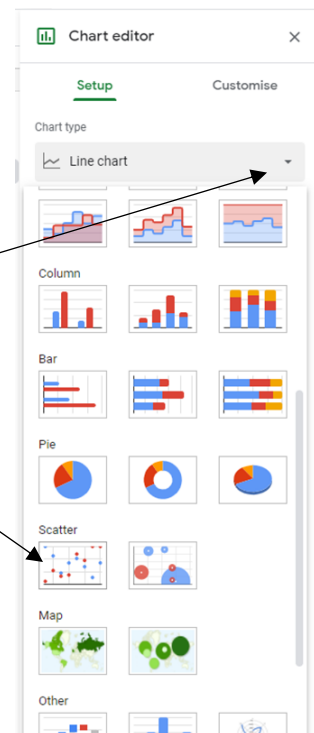 Chart editor
Setup Customise
Chart type
Line chart
Column
Bar
Pie
Scatter
Map
Other